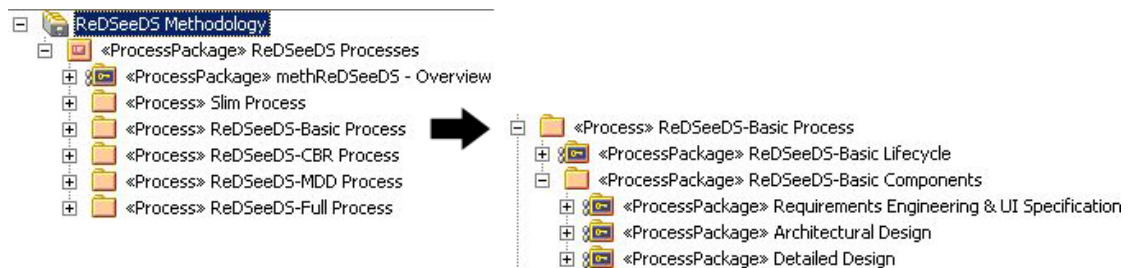 ReDSeeDS Methodology
«ProcessPackage» ReDSeeDS Processes
«ProcessPackage» methReDSeeDS - Overview
«Process» Slim Process
«Process» ReDSeeDS-Basic Process
«Process» ReDSeeDS-CBR Process
«Process» ReDSeeDS-MDD Process
«Process» ReDSeeDS-Full Process
«Process» ReDSeeDS-Basic Process
«ProcessPackage» ReDSeeDS-Basic Lifecycle
«ProcessPackage» ReDSeeDS-Basic Components
«ProcessPackage» Requirements Engineering & UI Specification
«ProcessPackage» Architectural Design
«ProcessPackage» Detailed Design